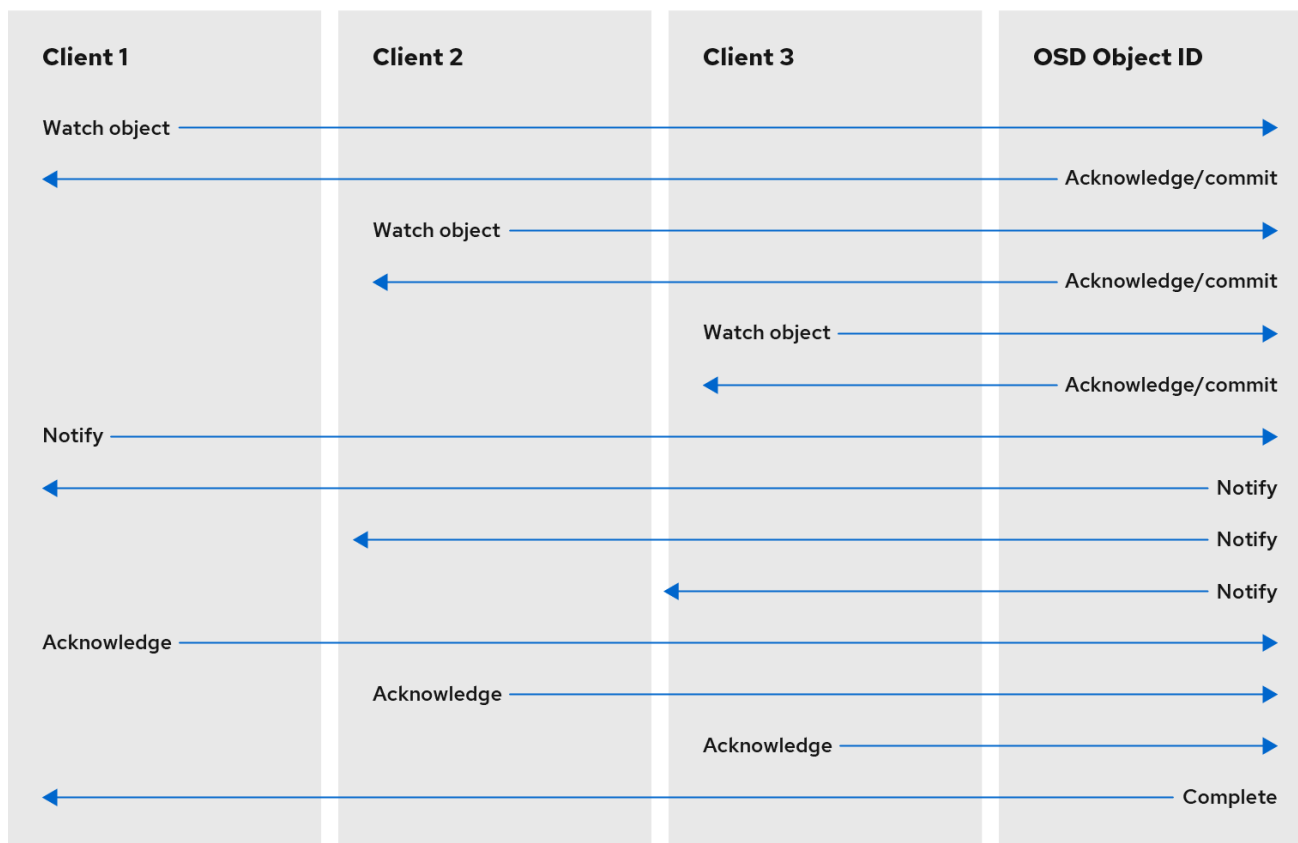 Client 1
Client 2
Client 3
OSD Object ID
Watch object
Acknowledge/commit
Watch object
Acknowledge/commit
Watch object
Acknowledge/commit
Notify
Notify
Notify
Notify
Acknowledge
Acknowledge
Acknowledge
Complete